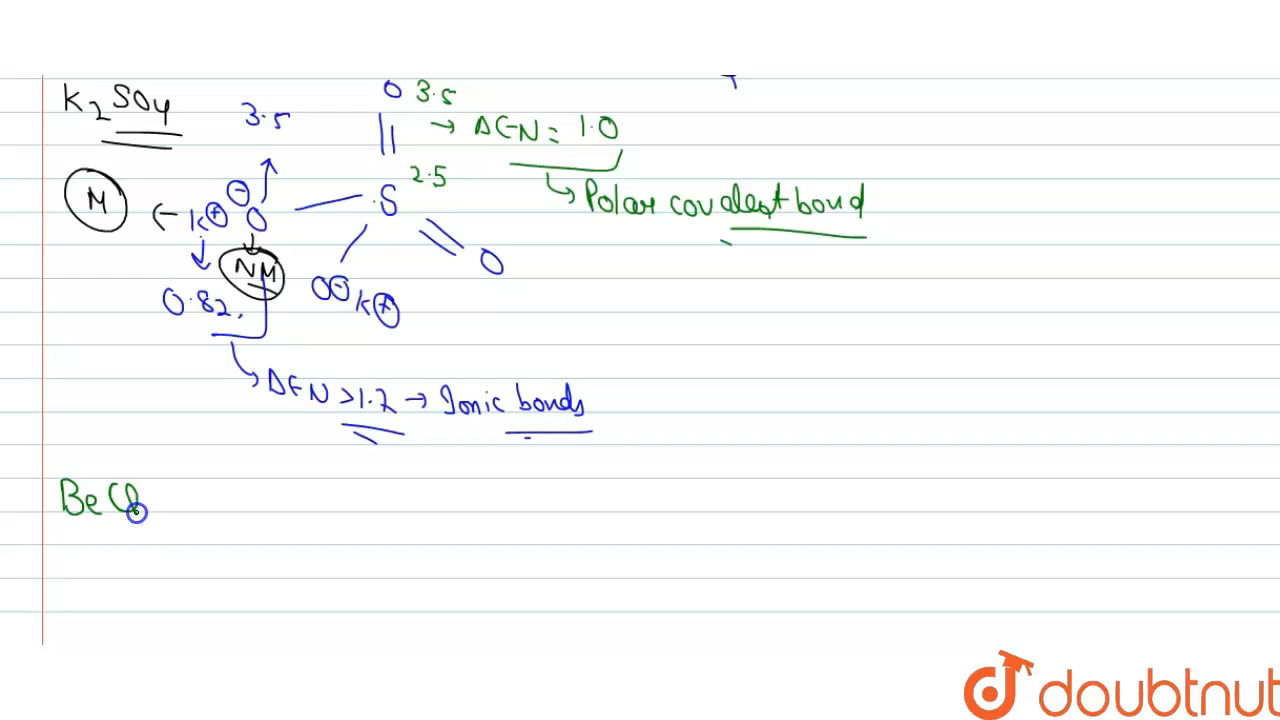 K2SO4 3.5 O 3.5
→ ΔEN = 1.0
2.5
M ← K⊕ ⊖O S → Polar covalent bond
NM O
0.82, O⊖ K⊕
→ ΔEN >1.7 → Ionic bonds
BeCl
doubtnut